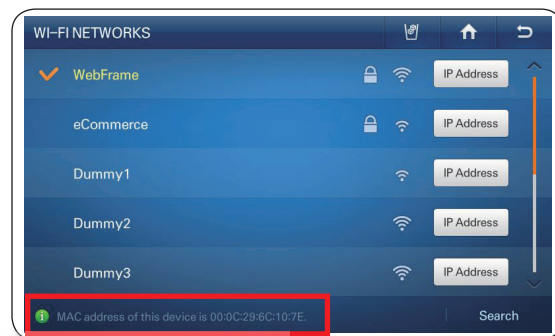 WI-FI NETWORKS
WebFrame IP Address
eCommerce IP Address
Dummy1 IP Address
Dummy2 IP Address
Dummy3 IP Address
MAC address of this device is 00:0C:29:6C:10:7E. Search